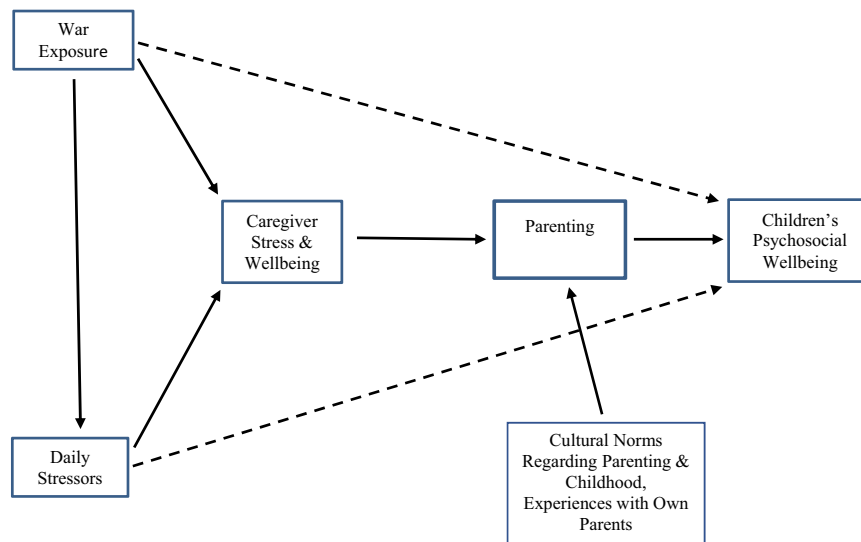 War
Exposure
Caregiver
Stress &
Wellbeing
Parenting
Children's
Psychosocial
Wellbeing
Daily
Stressors
Cultural Norms
Regarding Parenting &
Childhood,
Experiences with Own
Parents